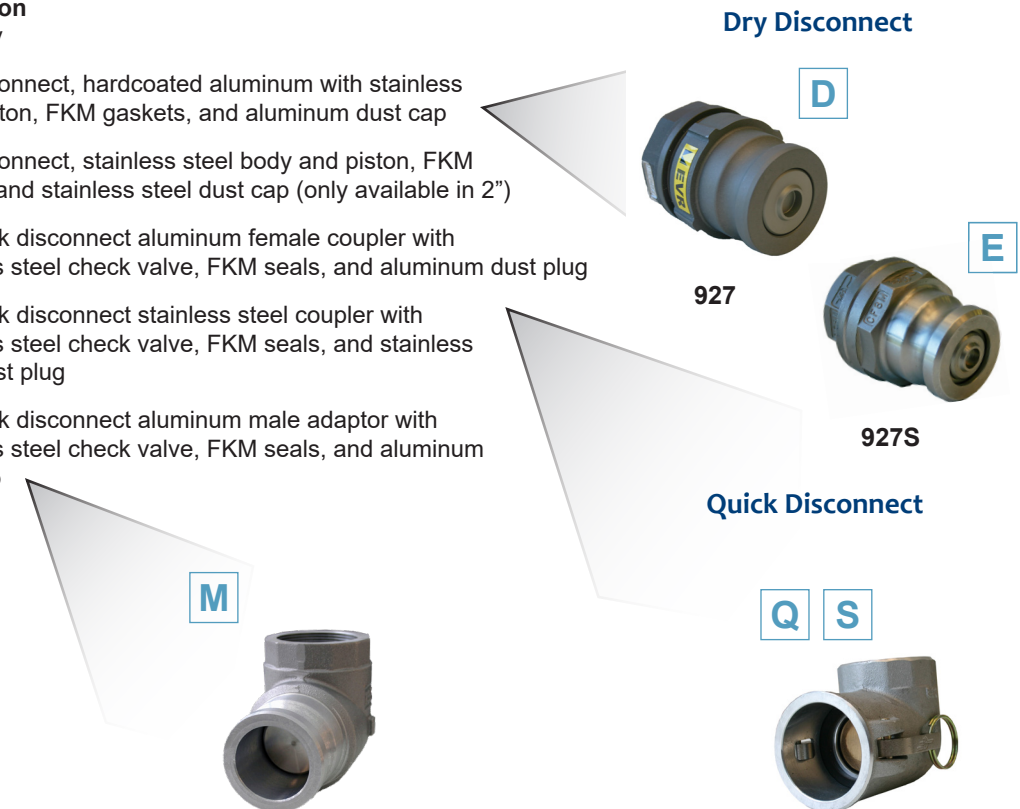 on
Dry Disconnect
onnect, hardcoated aluminum with stainless
ton, FKM gaskets, and aluminum dust cap
D
onnect, stainless steel body and piston, FKM
and stainless steel dust cap (only available in 2”)
EVR
k disconnect aluminum female coupler with
s steel check valve, FKM seals, and aluminum dust plug
E
927
k disconnect stainless steel coupler with
s steel check valve, FKM seals, and stainless
st plug
CF8M
k disconnect aluminum male adaptor with
s steel check valve, FKM seals, and aluminum
927S
Quick Disconnect
M
Q S